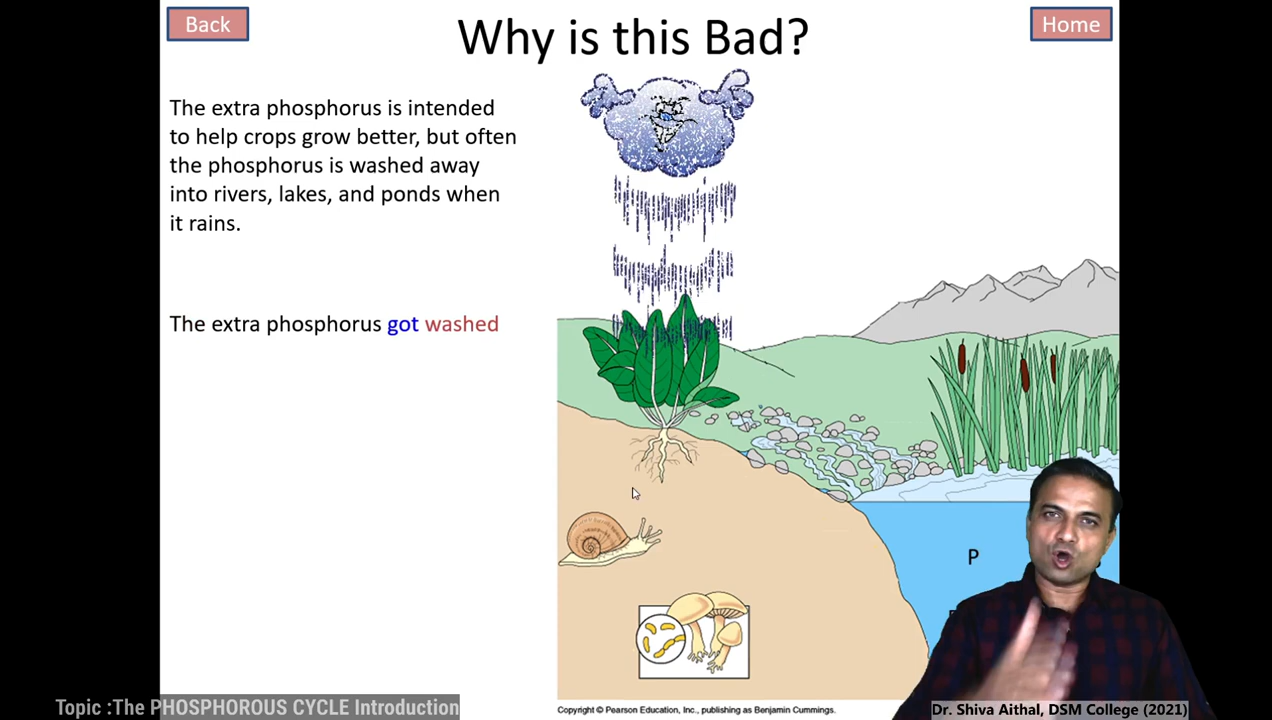 Back
Home
Why is this Bad?
The extra phosphorus is intended
to help crops grow better, but often
the phosphorus is washed away
into rivers, lakes, and ponds when
it rains.
The extra phosphorus got washed
P
Copyright © Pearson Education, Inc., publishing as Benjamin Cummings.
Topic :The PHOSPHOROUS CYCLE Introduction
Dr. Shiva Aithal, DSM College (2021)